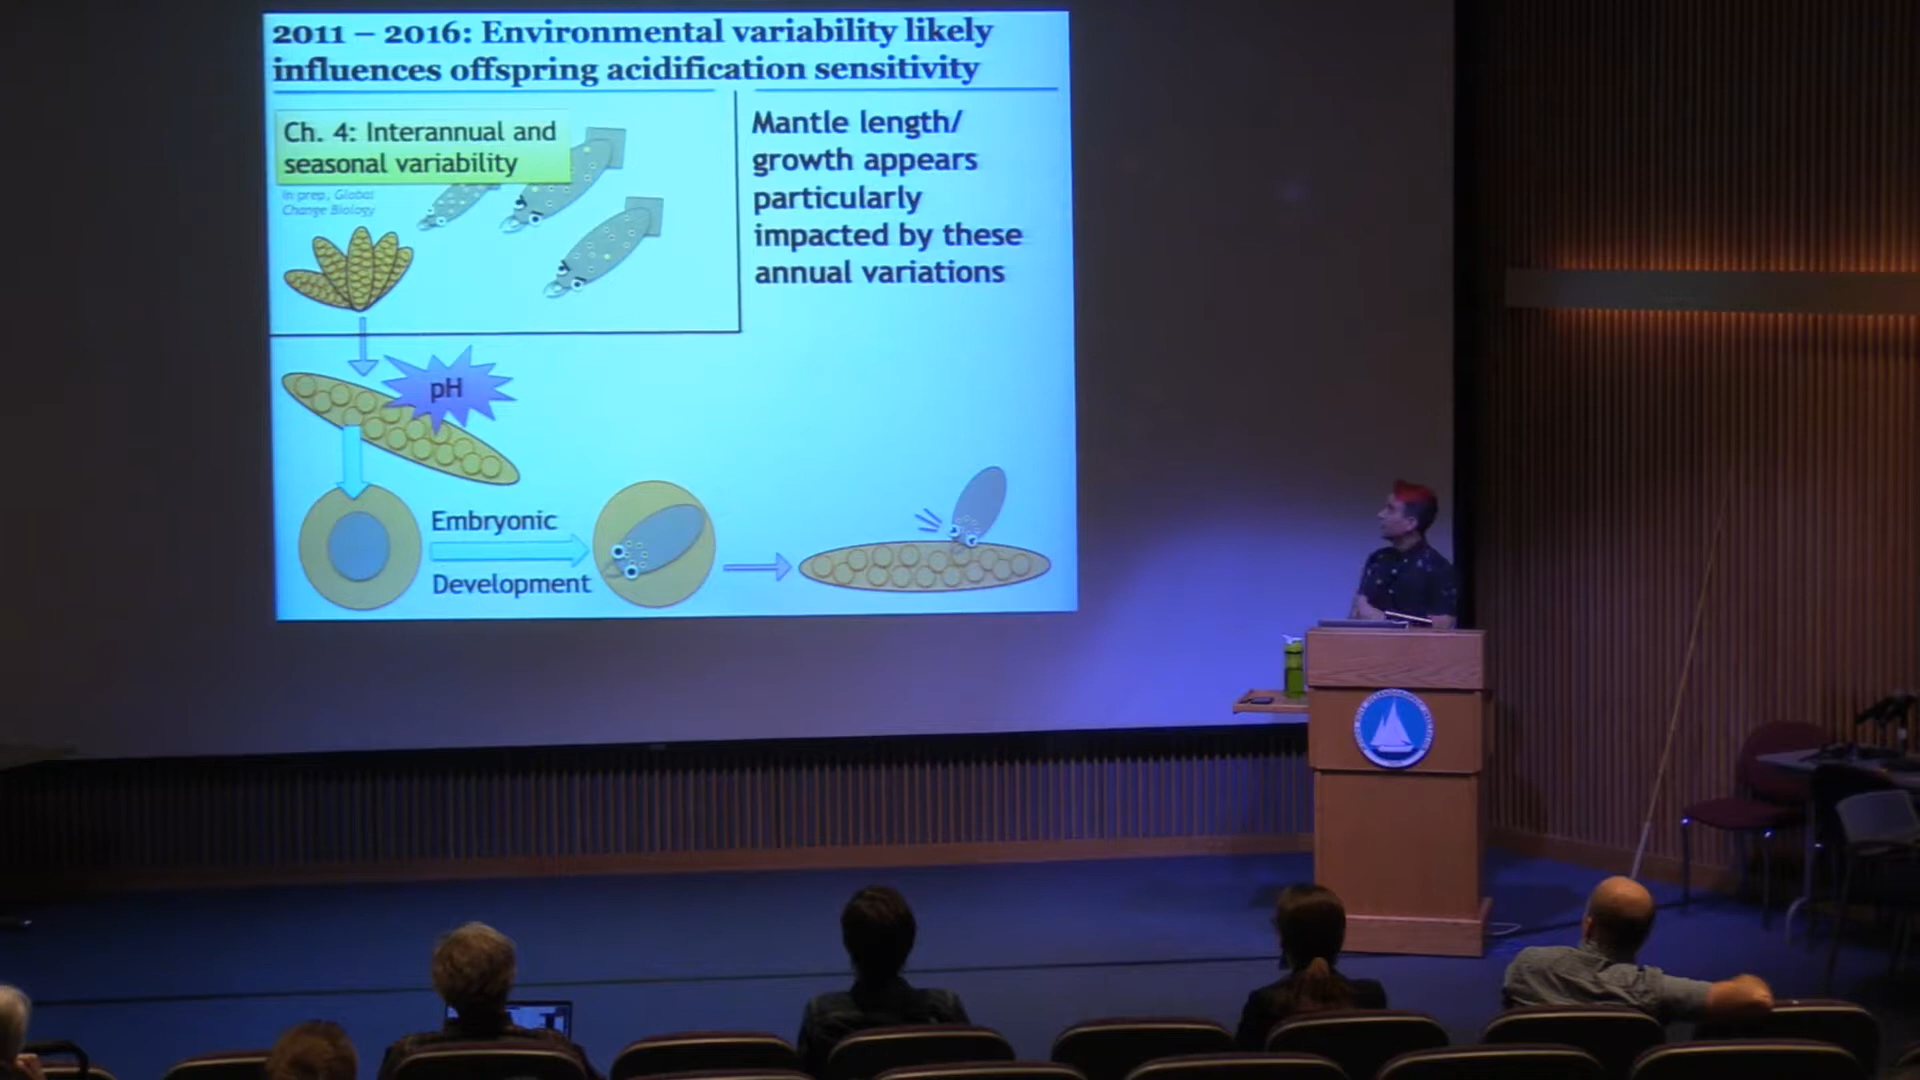 2011 – 2016: Environmental variability likely
influences offspring acidification sensitivity
Ch. 4: Interannual and
seasonal variability
In prep, Global
Change Biology
Mantle length/
growth appears
particularly
impacted by these
annual variations
pH
Embryonic
Development